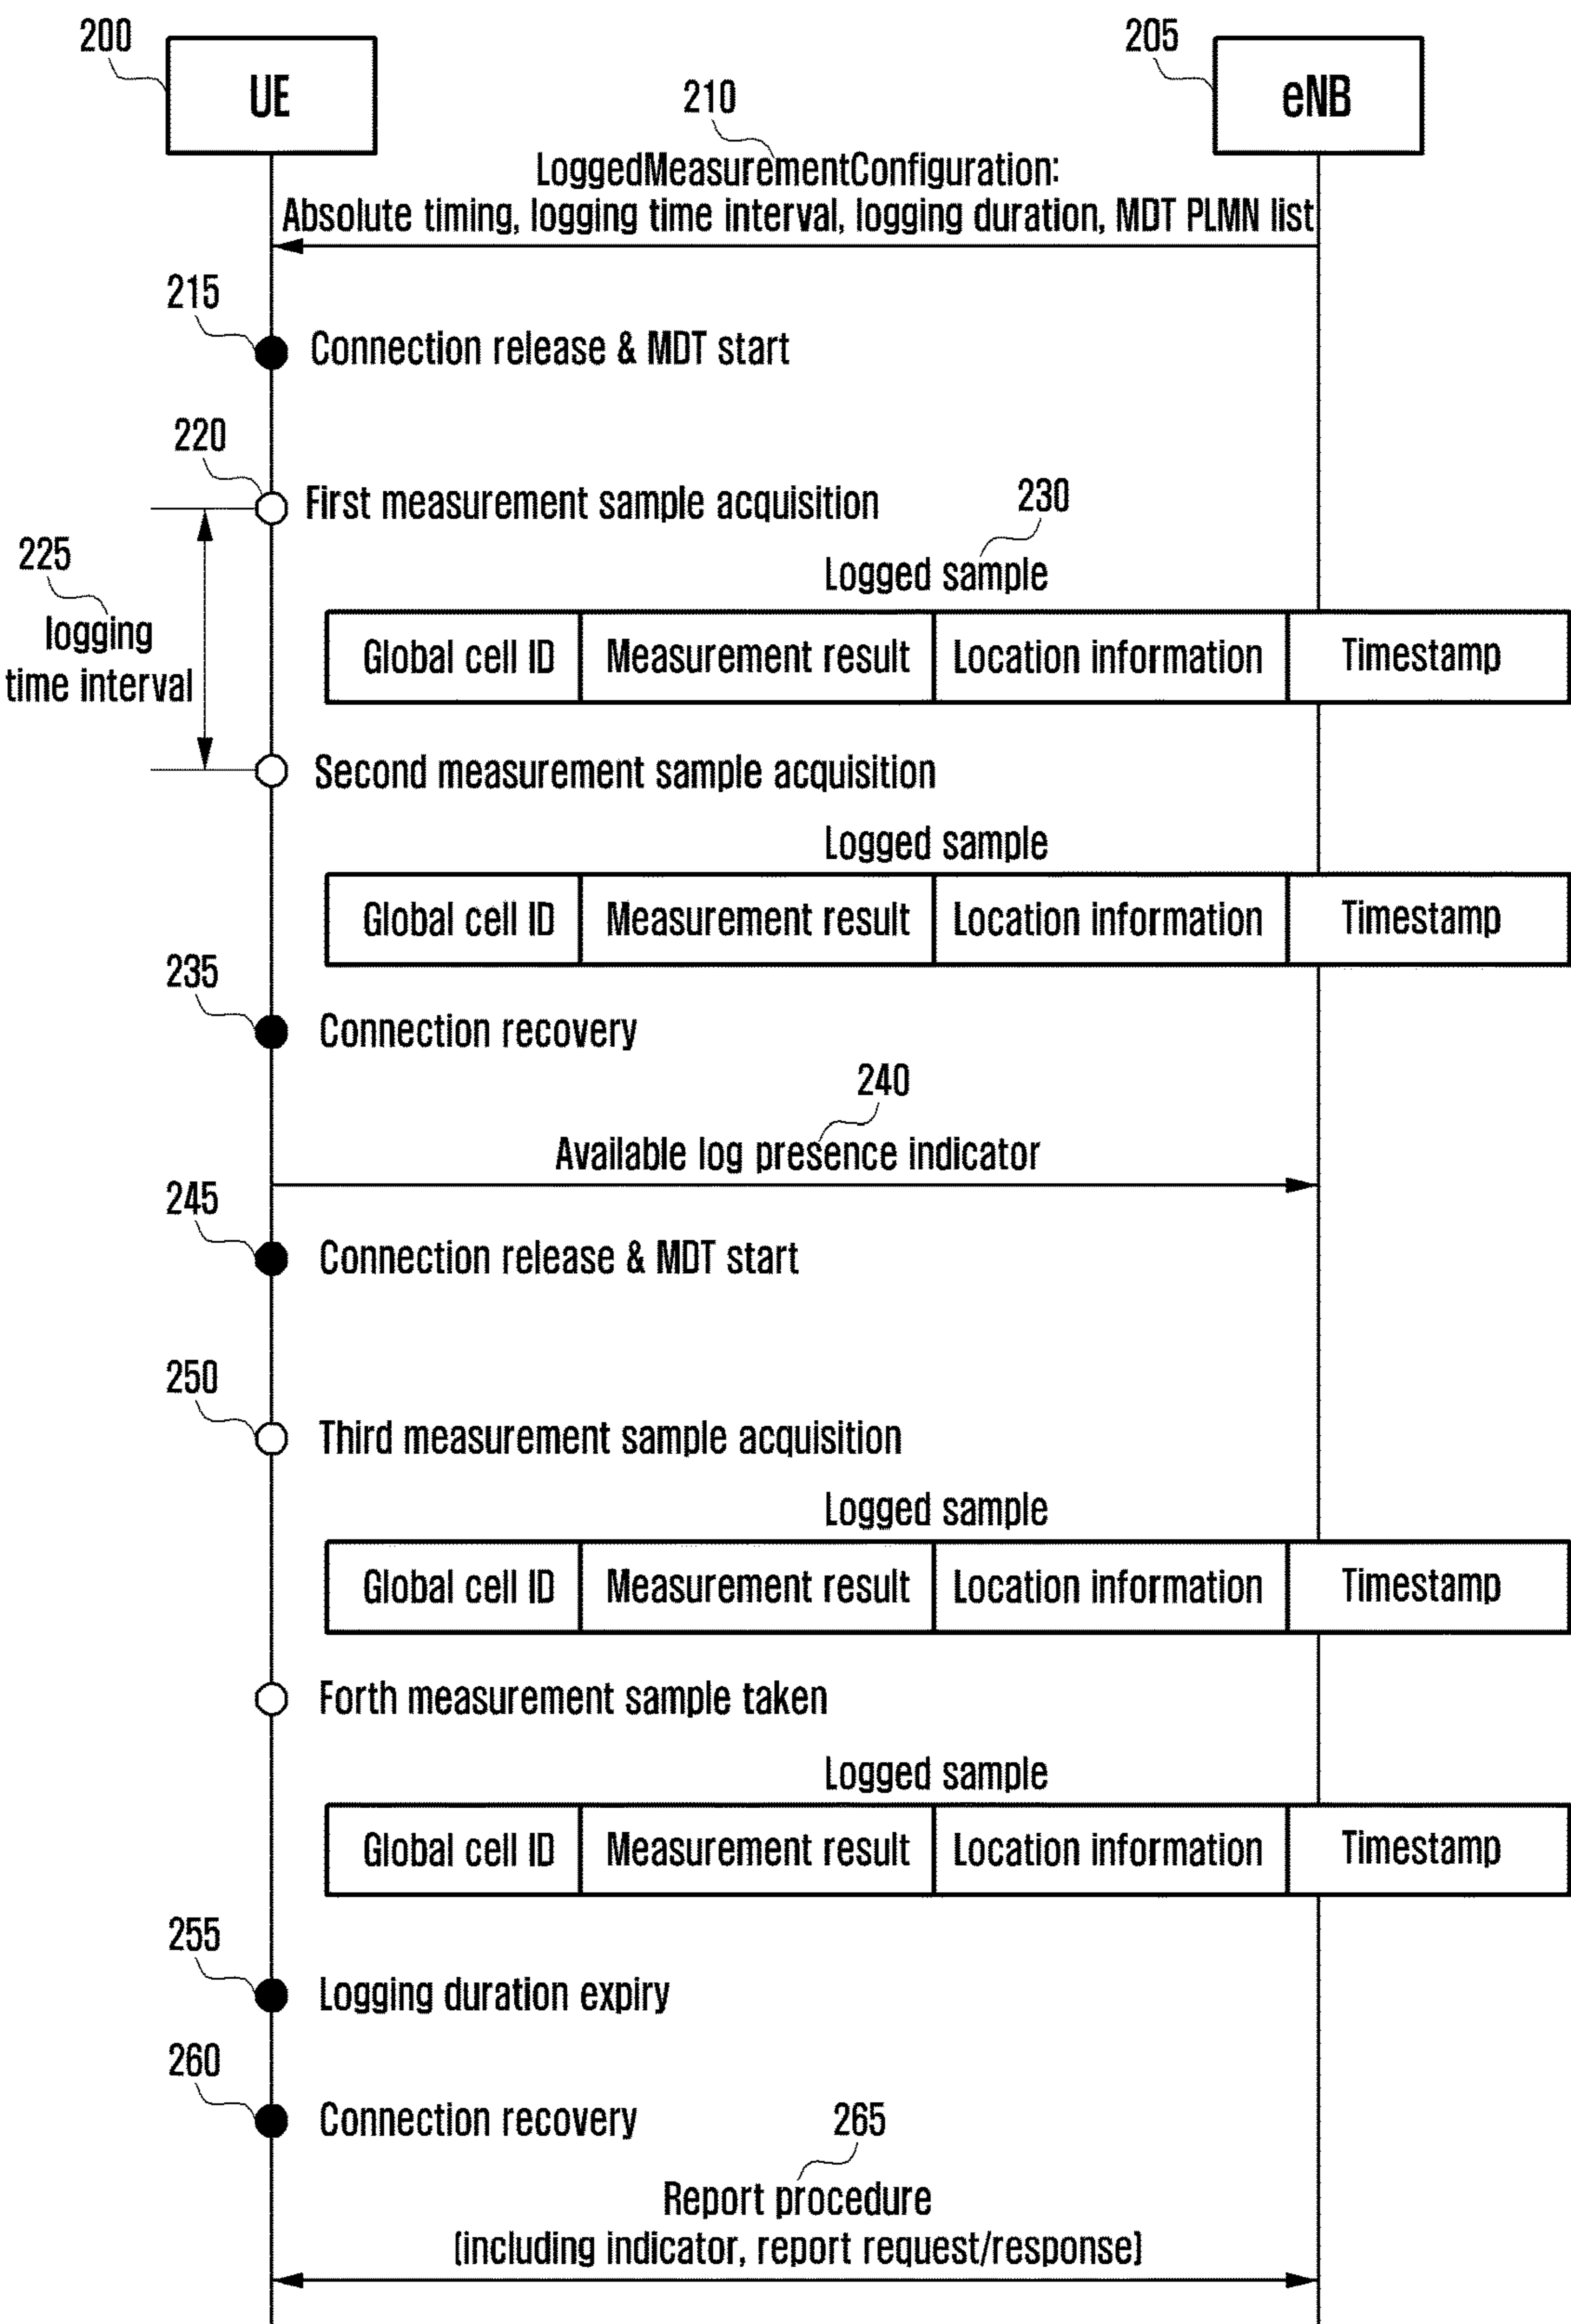 200
UE
205
eNB
210
LoggedMeasurementConfiguration:
Absolute timing, logging time interval, logging duration, MDT PLMN list
215
Connection release & MDT start
220
First measurement sample acquisition
230
Logged sample
225
logging
time interval
Global cell ID
Measurement result
Location information
Timestamp
Second measurement sample acquisition
Logged sample
Global cell ID
Measurement result
Location information
Timestamp
235
Connection recovery
240
Available log presence indicator
245
Connection release & MDT start
250
Third measurement sample acquisition
Logged sample
Global cell ID
Measurement result
Location information
Timestamp
Forth measurement sample taken
Logged sample
Global cell ID
Measurement result
Location information
Timestamp
255
Logging duration expiry
260
Connection recovery
265
Report procedure
(including indicator, report request/response)